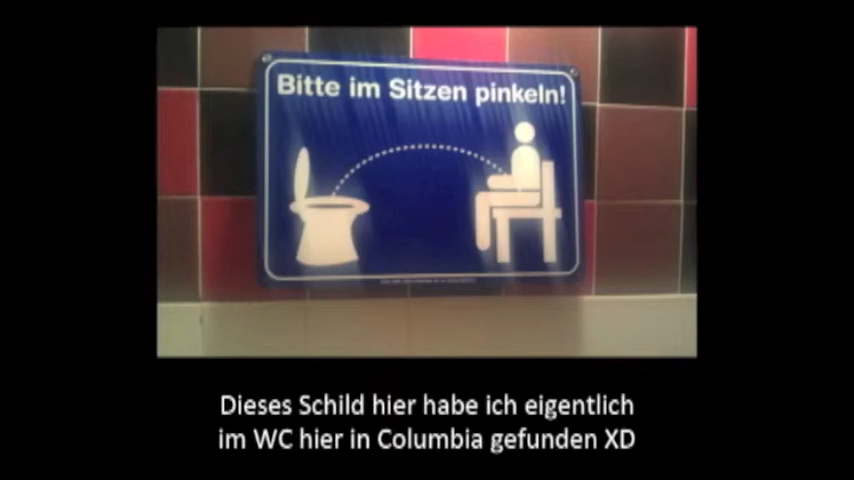 Bitte im Sitzen pinkeln!
Dieses Schild hier habe ich eigentlich
im WC hier in Columbia gefunden XD